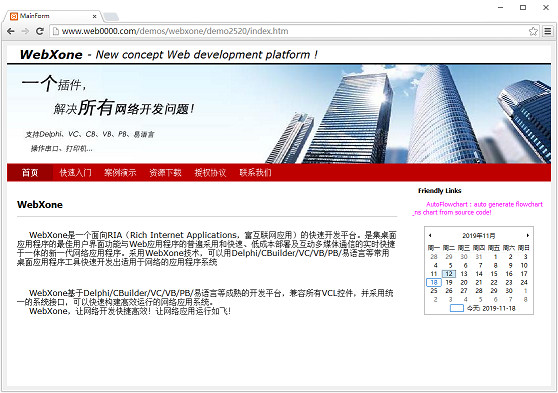 MainForm
www.web0000.com/demos/webxone/demo2520/index.htm
WebXone - New concept Web development platform !
一个插件，
解决所有网络开发问题！
支持Delphi、VC、CB、VB、PB、易语言
操作串口、打印机...
首页 快速入门 案例演示 资源下载 授权协议 联系我们
Friendly Links
AutoFlowchart : auto generate flowchart
_ns chart from source code!
WebXone
WebXone是一个面向RIA（Rich Internet Applications，富互联网应用）的快速开发平台。是集桌面
应用程序的最佳用户界面功能与Web应用程序的普遍采用和快速、低成本部署及互动多媒体通信的实时快捷
于一体的新一代网络应用程序。采用WebXone技术，可以用Delphi/CBuilder/VC/VB/PB/易语言等常用
桌面应用程序工具快速开发出适用于网络的应用程序系统
WebXone基于Delphi/CBuilder/VC/VB/PB/易语言等成熟的开发平台，兼容所有VCL控件，并采用统
一的系统接口，可以快速构建高效运行的网络应用系统。
WebXone，让网络开发快捷高效！让网络应用运行如飞！
2019年11月
周一 周二 周三 周四 周五 周六 周日
28 29 30 31 1 2 3
4 5 6 7 8 9 10
11 12 13 14 15 16 17
18 19 20 21 22 23 24
25 26 27 28 29 30 1
2 3 4 5 6 7 8
今天: 2019-11-18